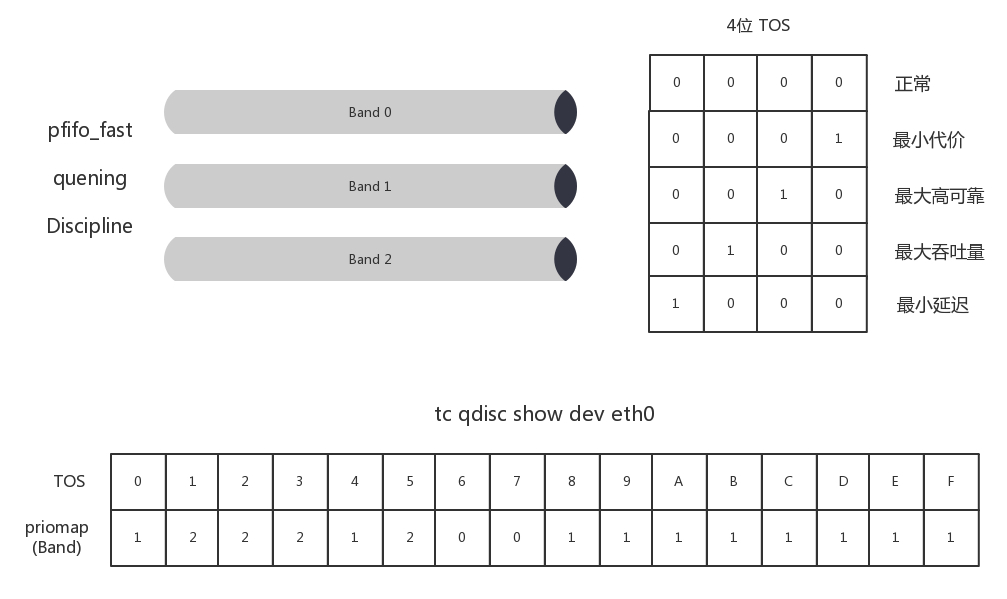 4位 TOS
pfifo_fast
quening
Discipline
Band 0
Band 1
Band 2
0 0 0 0 正常
0 0 0 1 最小代价
0 0 1 0 最大高可靠
0 1 0 0 最大吞吐量
1 0 0 0 最小延迟
tc qdisc show dev eth0
TOS 0 1 2 3 4 5 6 7 8 9 A B C D E F
priomap
(Band) 1 2 2 2 1 2 0 0 1 1 1 1 1 1 1 1